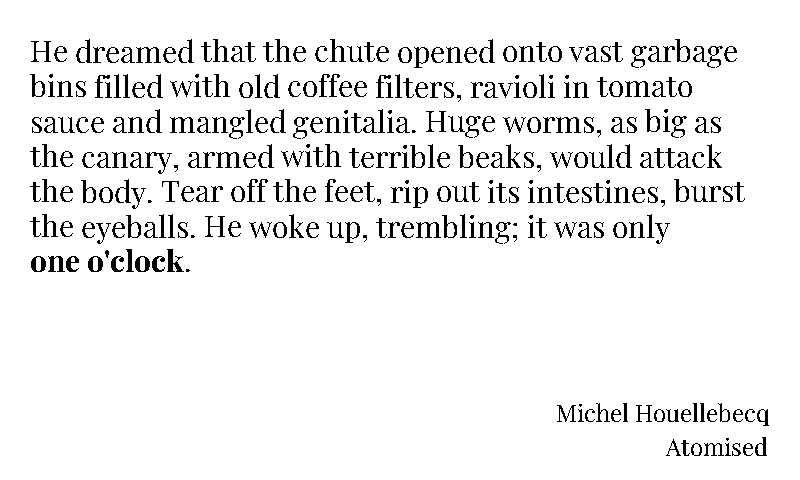 He dreamed that the chute opened onto vast garbage
bins filled with old coffee filters, ravioli in tomato
sauce and mangled genitalia. Huge worms, as big as
the canary, armed with terrible beaks, would attack
the body. Tear off the feet, rip out its intestines, burst
the eyeballs. He woke up, trembling; it was only
one o'clock.
Michel Houellebecq
Atomised